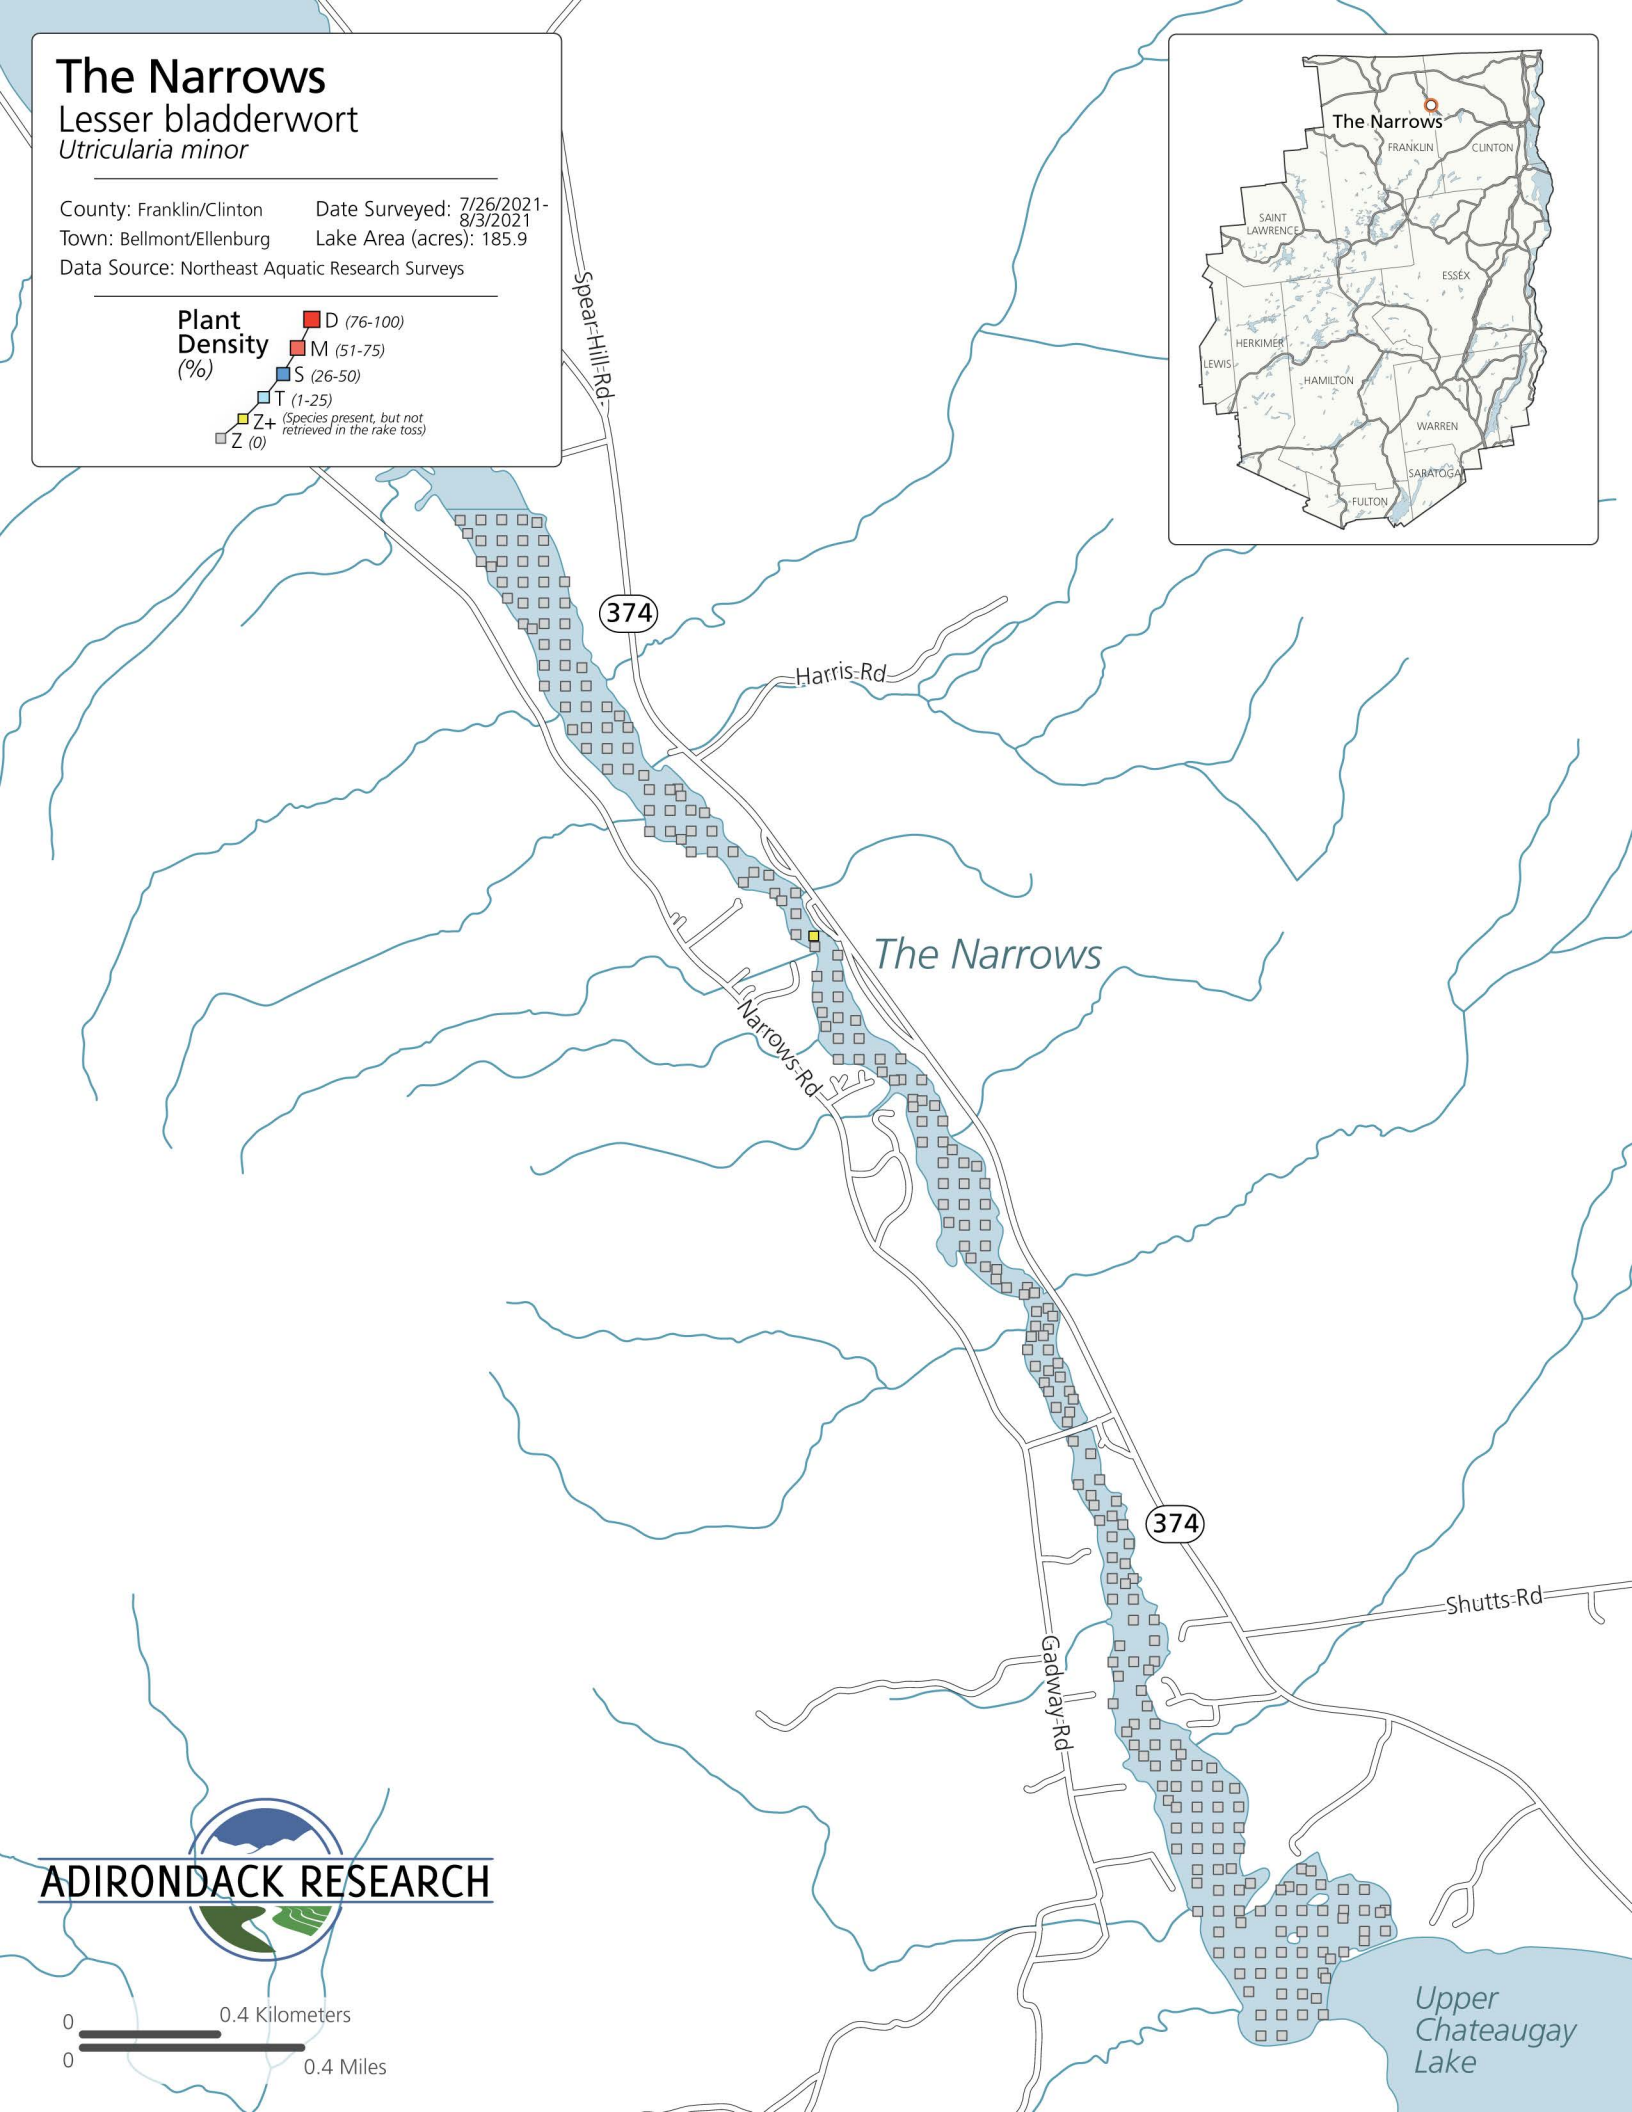 The Narrows
Lesser bladderwort
Utricularia minor
County: Franklin/Clinton
Date Surveyed: 7/26/2021-
8/3/2021
Town: Bellmont/Ellenburg
Lake Area (acres): 185.9
Data Source: Northeast Aquatic Research Surveys
Plant
Density
(%)
D (76-100)
M (51-75)
S (26-50)
T (1-25)
Z+ (Species present, but not
retrieved in the rake toss)
Z (0)
The Narrows
FRANKLIN
CLINTON
SAINT
LAWRENCE
ESSEX
HERKIMER
LEWIS
HAMILTON
WARREN
SARATOGA
FULTON
Spear-Hill-Rd
374
Harris-Rd
The Narrows
Narrows-Rd
374
Shutts-Rd
Gadway-Rd
ADIRONDACK RESEARCH
0 0.4 Kilometers
0 0.4 Miles
Upper
Chateaugay
Lake